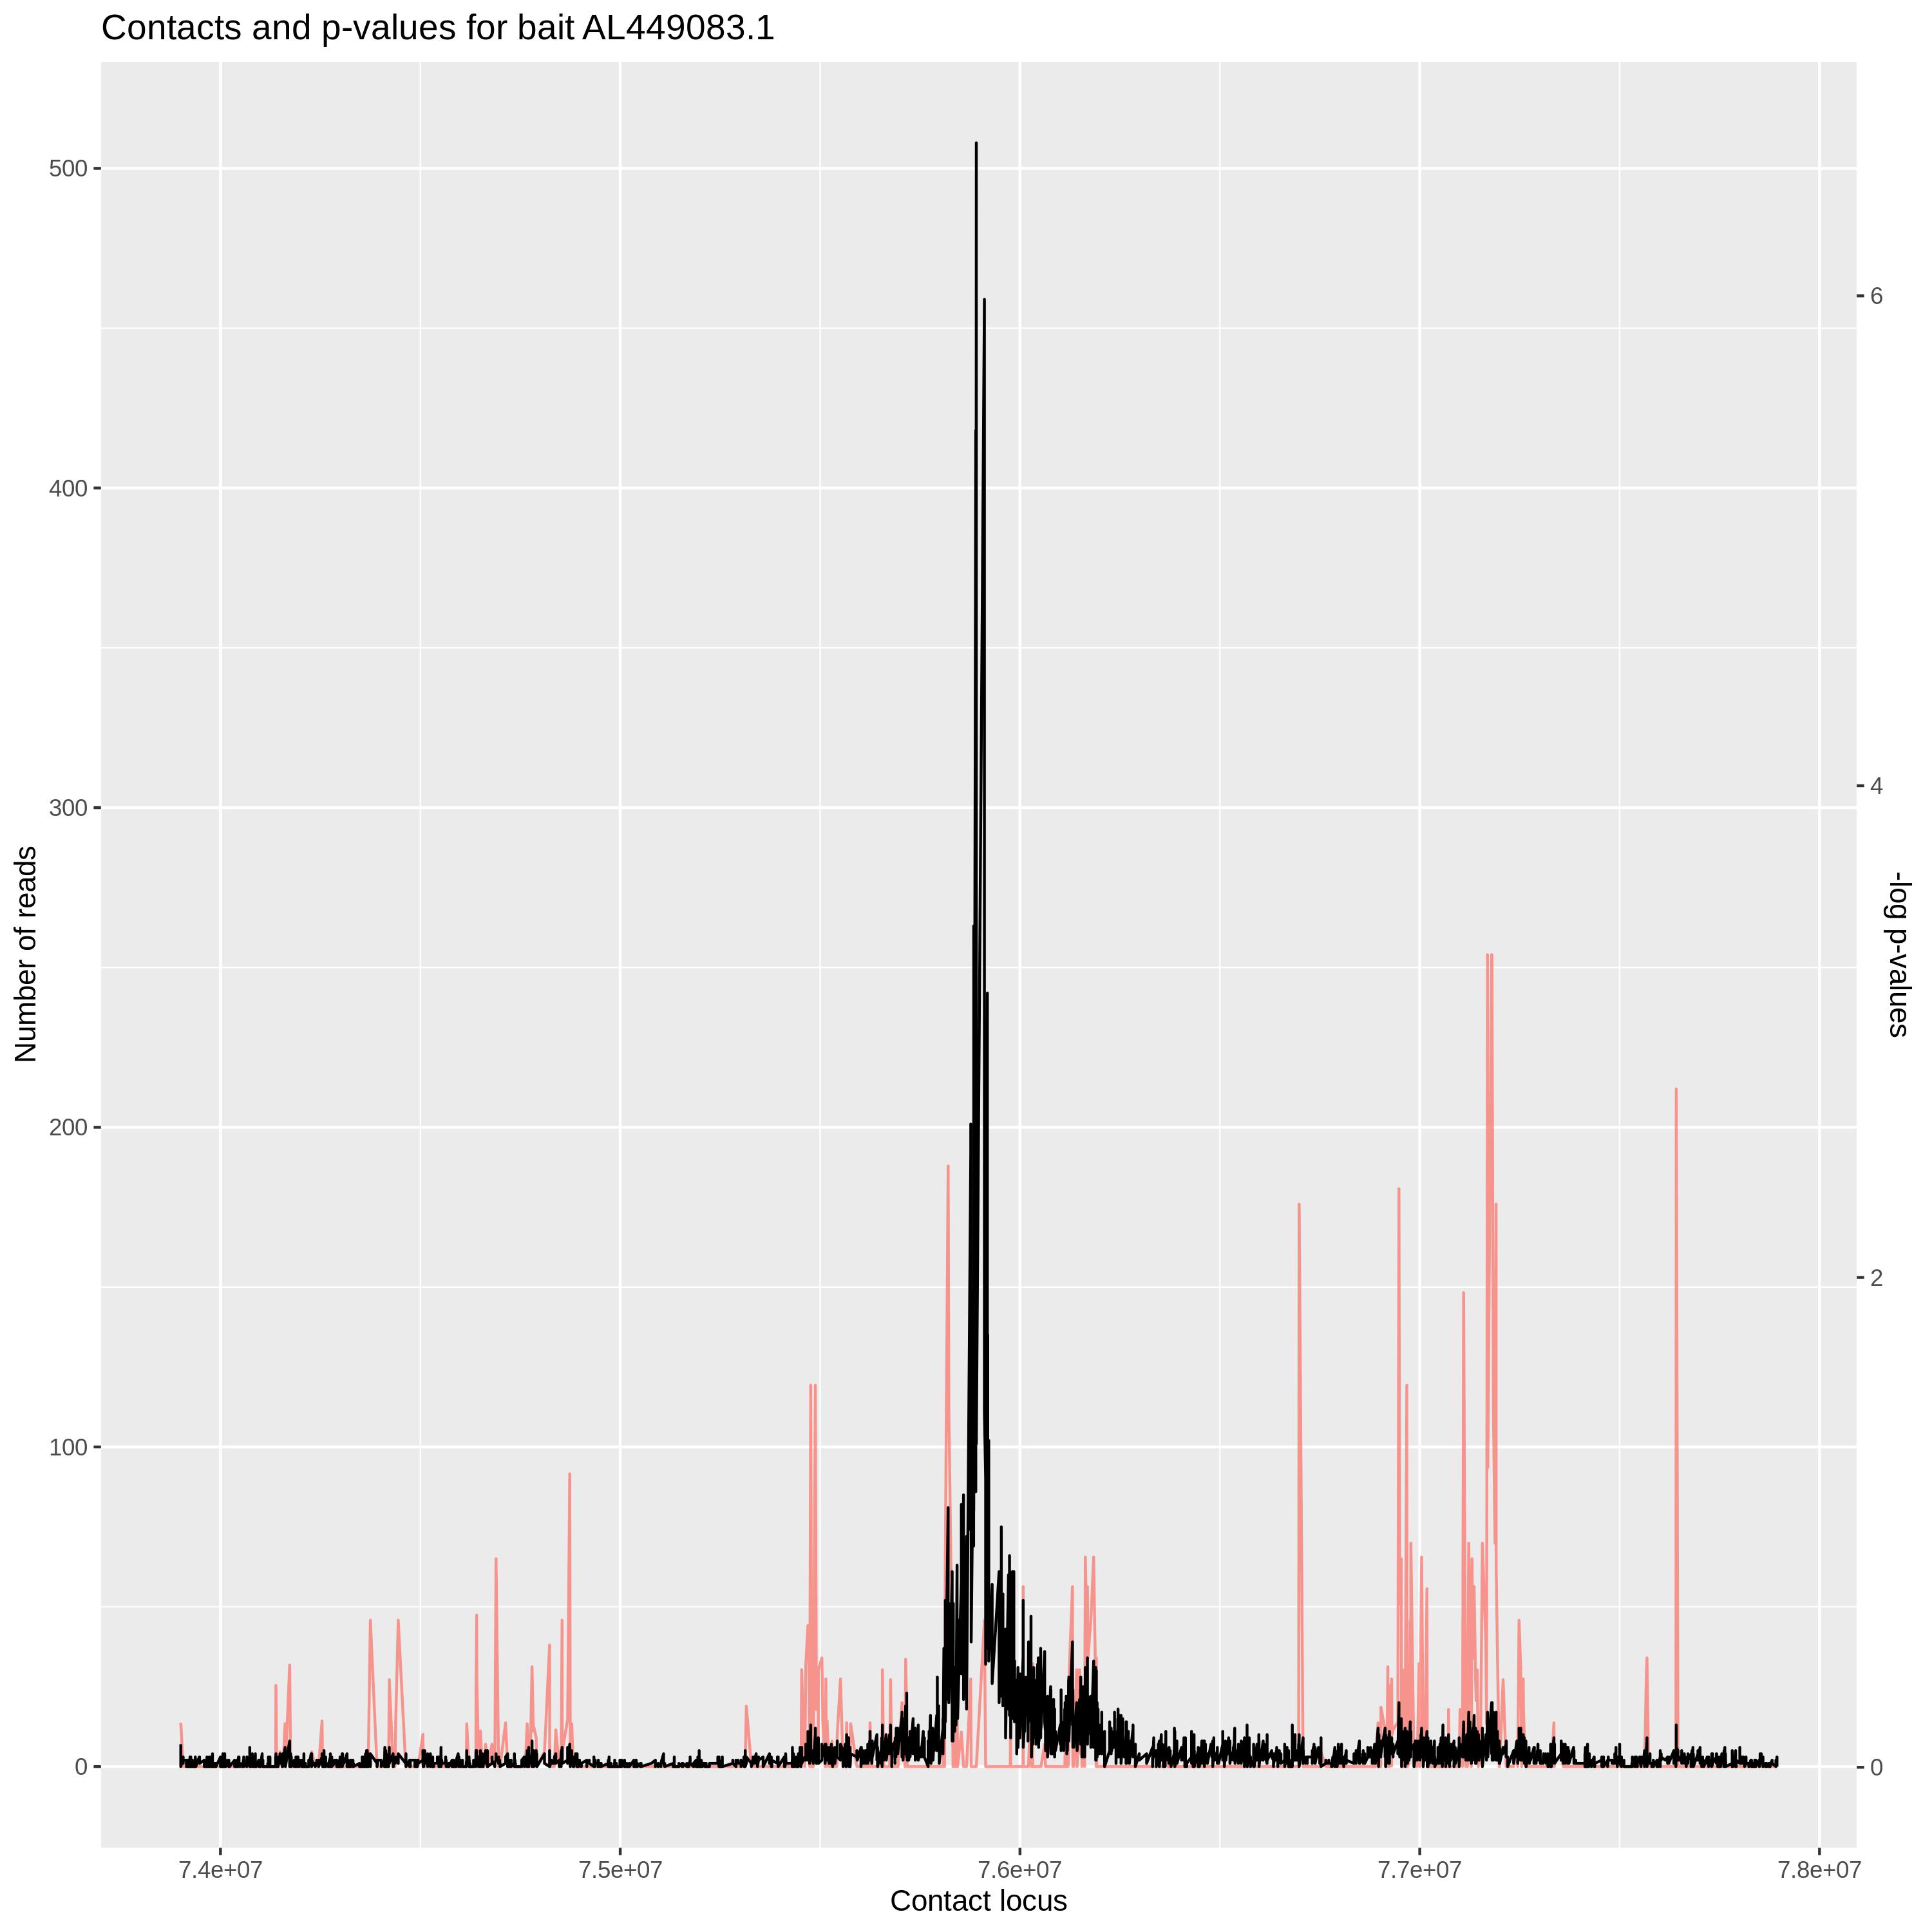 Contacts and p-values for bait AL449083.1
500
400
300
200
100
0
Number of reads
6
4
2
0
-log p-values
7.4e+07
7.5e+07
7.6e+07
7.7e+07
7.8e+07
Contact locus